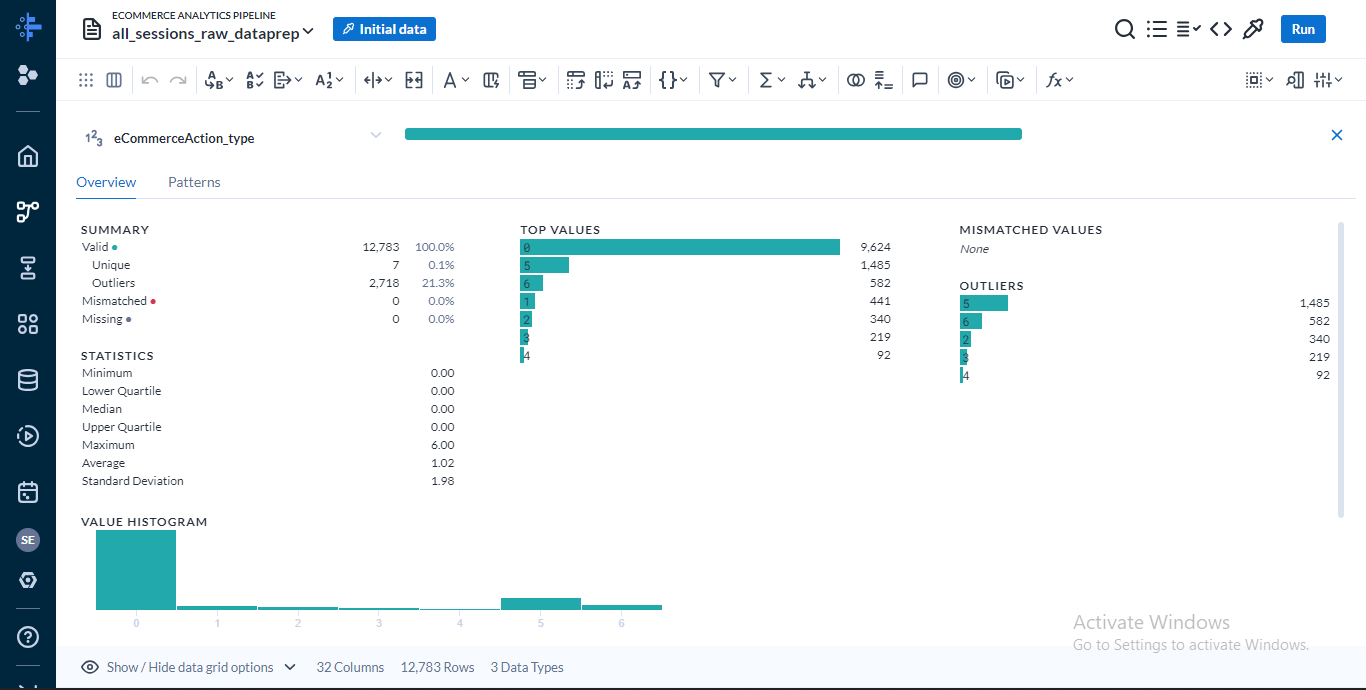 ECOMMERCE ANALYTICS PIPELINE
all_sessions_raw_dataprep
Initial data
Run
eCommerceAction_type
Overview Patterns
SUMMARY
Valid 12,783 100.0%
Unique 7 0.1%
Outliers 2,718 21.3%
Mismatched 0 0.0%
Missing 0 0.0%
STATISTICS
Minimum 0.00
Lower Quartile 0.00
Median 0.00
Upper Quartile 0.00
Maximum 6.00
Average 1.02
Standard Deviation 1.98
TOP VALUES
0 9,624
5 1,485
6 582
1 441
2 340
3 219
4 92
MISMATCHED VALUES
None
OUTLIERS
5 1,485
6 582
2 340
3 219
4 92
VALUE HISTOGRAM
0 1 2 3 4 5 6
SE
Activate Windows
Go to Settings to activate Windows.
Show / Hide data grid options 32 Columns 12,783 Rows 3 Data Types